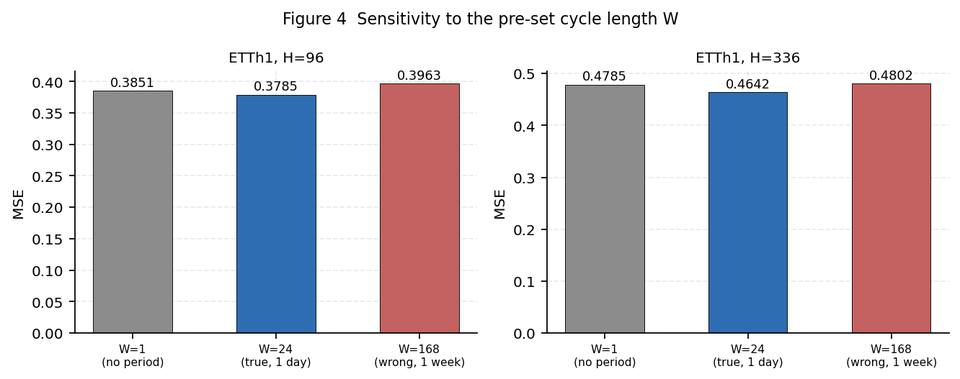 Figure 4  Sensitivity to the pre-set cycle length W
ETTh1, H=96
MSE
0.40
0.35
0.30
0.25
0.20
0.15
0.10
0.05
0.00
0.3851
0.3785
0.3963
W=1
(no period)
W=24
(true, 1 day)
W=168
(wrong, 1 week)
ETTh1, H=336
MSE
0.5
0.4
0.3
0.2
0.1
0.0
0.4785
0.4642
0.4802
W=1
(no period)
W=24
(true, 1 day)
W=168
(wrong, 1 week)